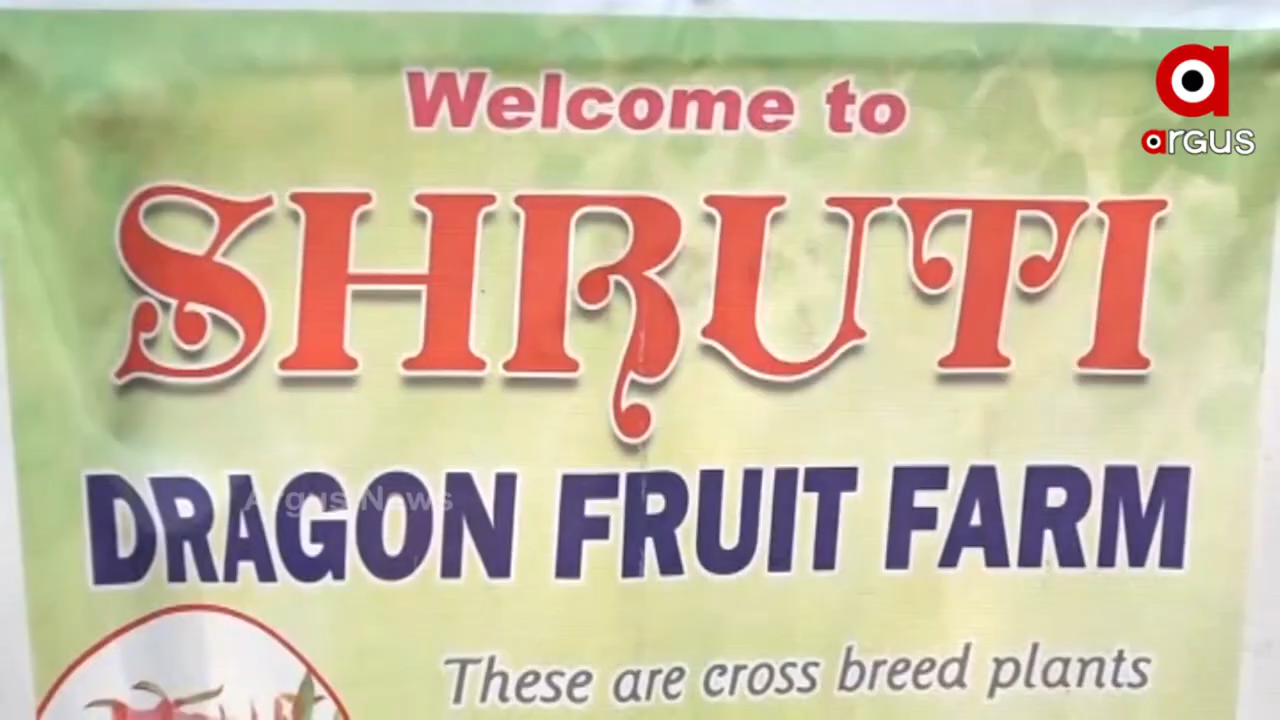 a
argus
Welcome to
SHRUTI
DRAGON FRUIT FARM
Argus News
These are cross breed plants